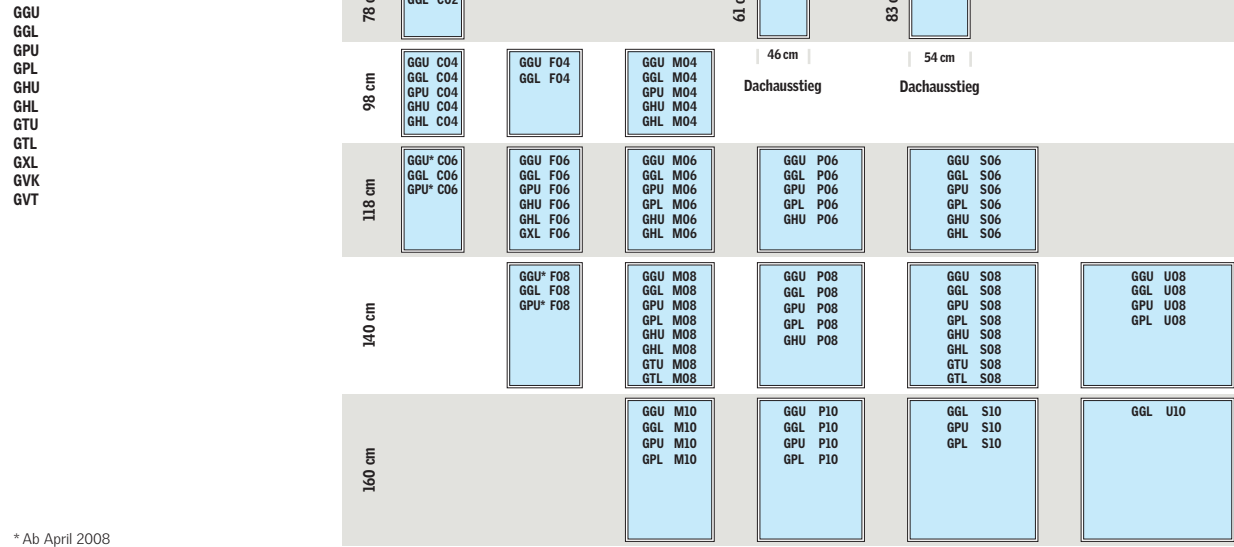 GGU
GGL
GPU
GPL
GHU
GHL
GTU
GTL
GXL
GVK
GVT
* Ab April 2008
GGL C02
61 c
83 c
78 c
46 cm
54 cm
Dachausstieg
Dachausstieg
98 cm
GGU C04
GGL C04
GPU C04
GHU C04
GHL C04
GGU F04
GGL F04
GGU M04
GGL M04
GPU M04
GHU M04
GHL M04
118 cm
GGU* C06
GGL C06
GPU* C06
GGU F06
GGL F06
GPU F06
GHU F06
GHL F06
GXL F06
GGU M06
GGL M06
GPU M06
GPL M06
GHU M06
GHL M06
GGU P06
GGL P06
GPU P06
GPL P06
GHU P06
GGU S06
GGL S06
GPU S06
GPL S06
GHU S06
GHL S06
140 cm
GGU* F08
GGL F08
GPU* F08
GGU M08
GGL M08
GPU M08
GPL M08
GHU M08
GHL M08
GTU M08
GTL M08
GGU P08
GGL P08
GPU P08
GPL P08
GHU P08
GGU S08
GGL S08
GPU S08
GPL S08
GHU S08
GHL S08
GTU S08
GTL S08
GGU U08
GGL U08
GPU U08
GPL U08
160 cm
GGU M10
GGL M10
GPU M10
GPL M10
GGU P10
GGL P10
GPU P10
GPL P10
GGL S10
GPU S10
GPL S10
GGL U10